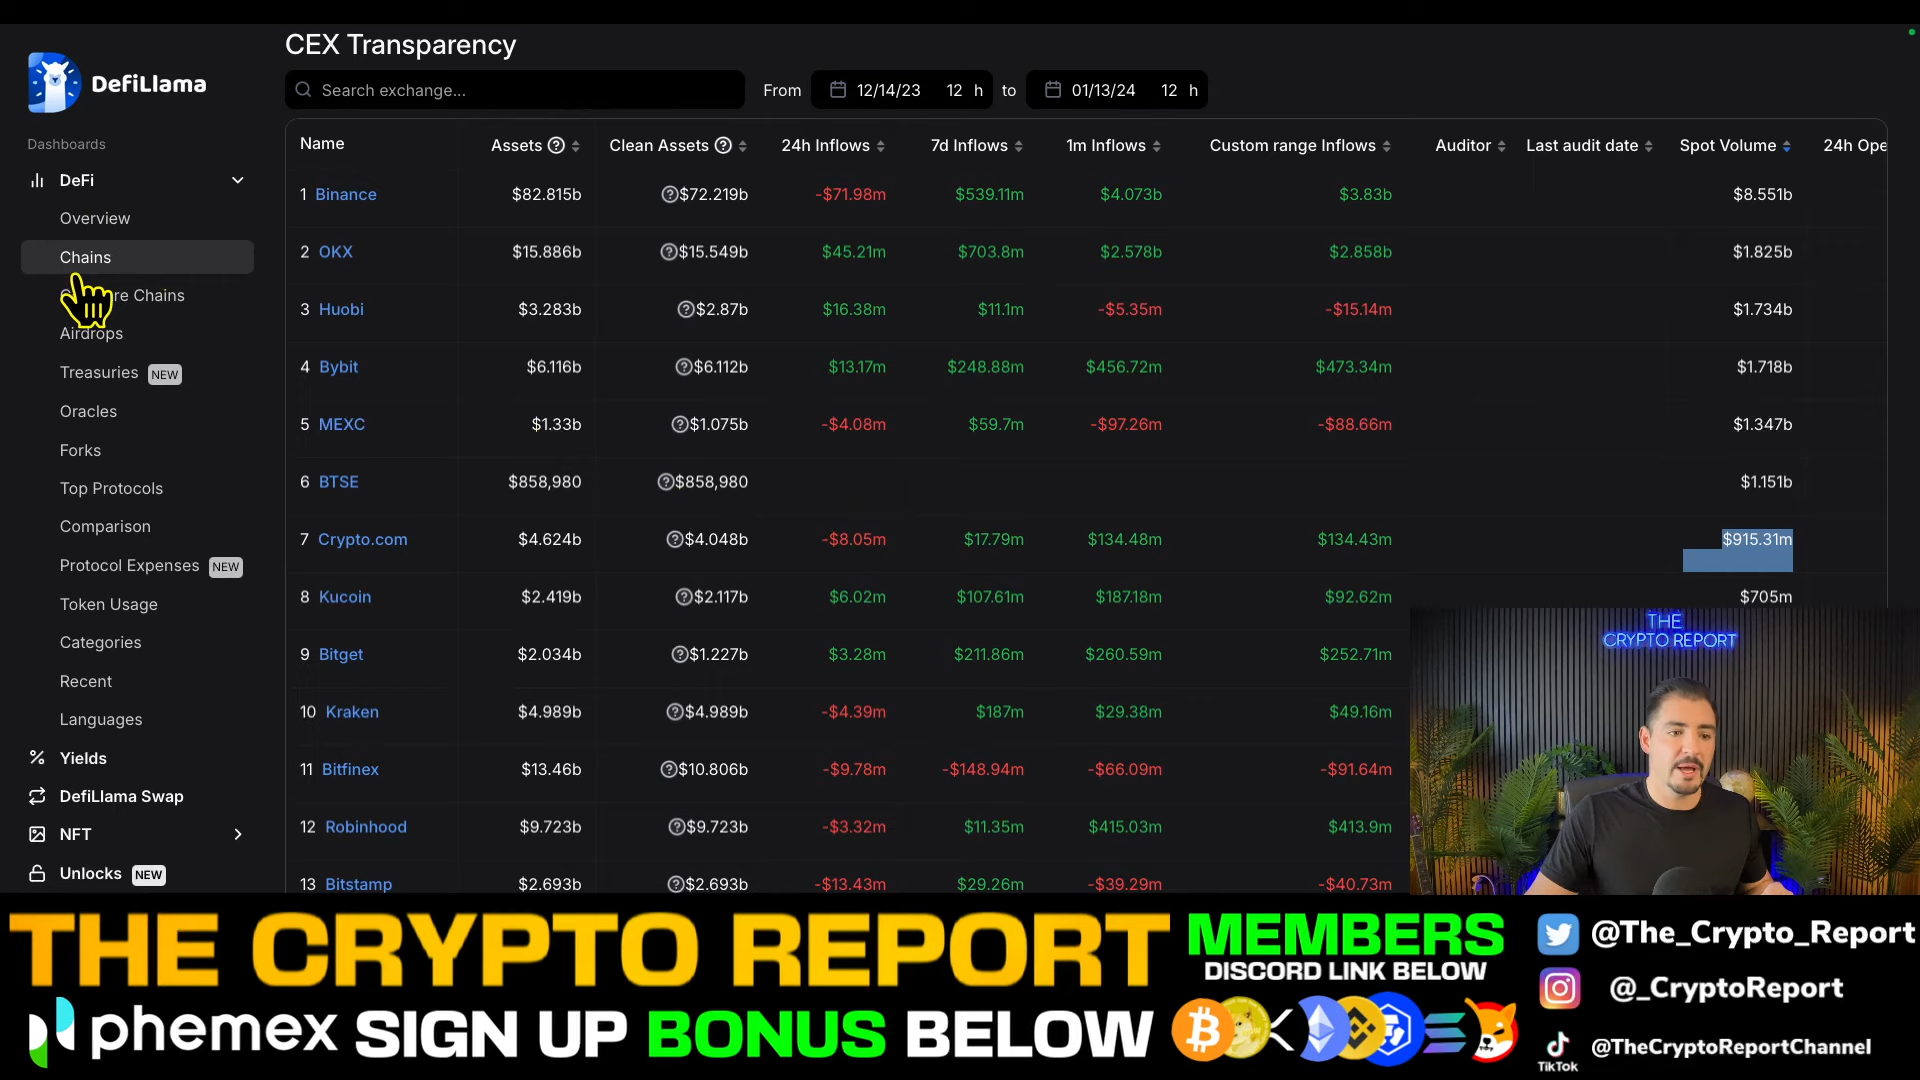 CEX Transparency
DefiLlama
Search exchange...
From 12/14/23 12 h to 01/13/24 12 h
Dashboards
DeFi
Overview
Chains
re Chains
Airdrops
Treasuries NEW
Oracles
Forks
Top Protocols
Comparison
Protocol Expenses NEW
Token Usage
Categories
Recent
Languages
Yields
DefiLlama Swap
NFT
Unlocks NEW
Name Assets Clean Assets 24h Inflows 7d Inflows 1m Inflows Custom range Inflows Auditor Last audit date Spot Volume 24h Ope
1 Binance $82.815b $72.219b -$71.98m $539.11m $4.073b $3.83b $8.551b
2 OKX $15.886b $15.549b $45.21m $703.8m $2.578b $2.858b $1.825b
3 Huobi $3.283b $2.87b $16.38m $11.1m -$5.35m -$15.14m $1.734b
4 Bybit $6.116b $6.112b $13.17m $248.88m $456.72m $473.34m $1.718b
5 MEXC $1.33b $1.075b -$4.08m $59.7m -$97.26m -$88.66m $1.347b
6 BTSE $858,980 $858,980 $1.151b
7 Crypto.com $4.624b $4.048b -$8.05m $17.79m $134.48m $134.43m $915.31m
8 Kucoin $2.419b $2.117b $6.02m $107.61m $187.18m $92.62m $705m
9 Bitget $2.034b $1.227b $3.28m $211.86m $260.59m $252.71m
10 Kraken $4.989b $4.989b -$4.39m $187m $29.38m $49.16m
11 Bitfinex $13.46b $10.806b -$9.78m -$148.94m -$66.09m -$91.64m
12 Robinhood $9.723b $9.723b -$3.32m $11.35m $415.03m $413.9m
13 Bitstamp $2.693b $2.693b -$13.43m $29.26m -$39.29m -$40.73m
THE
CRYPTO REPORT
THE CRYPTO REPORT
MEMBERS
DISCORD LINK BELOW
phemex SIGN UP BONUS BELOW
@The_Crypto_Report
@_CryptoReport
TikTok
@TheCryptoReportChannel